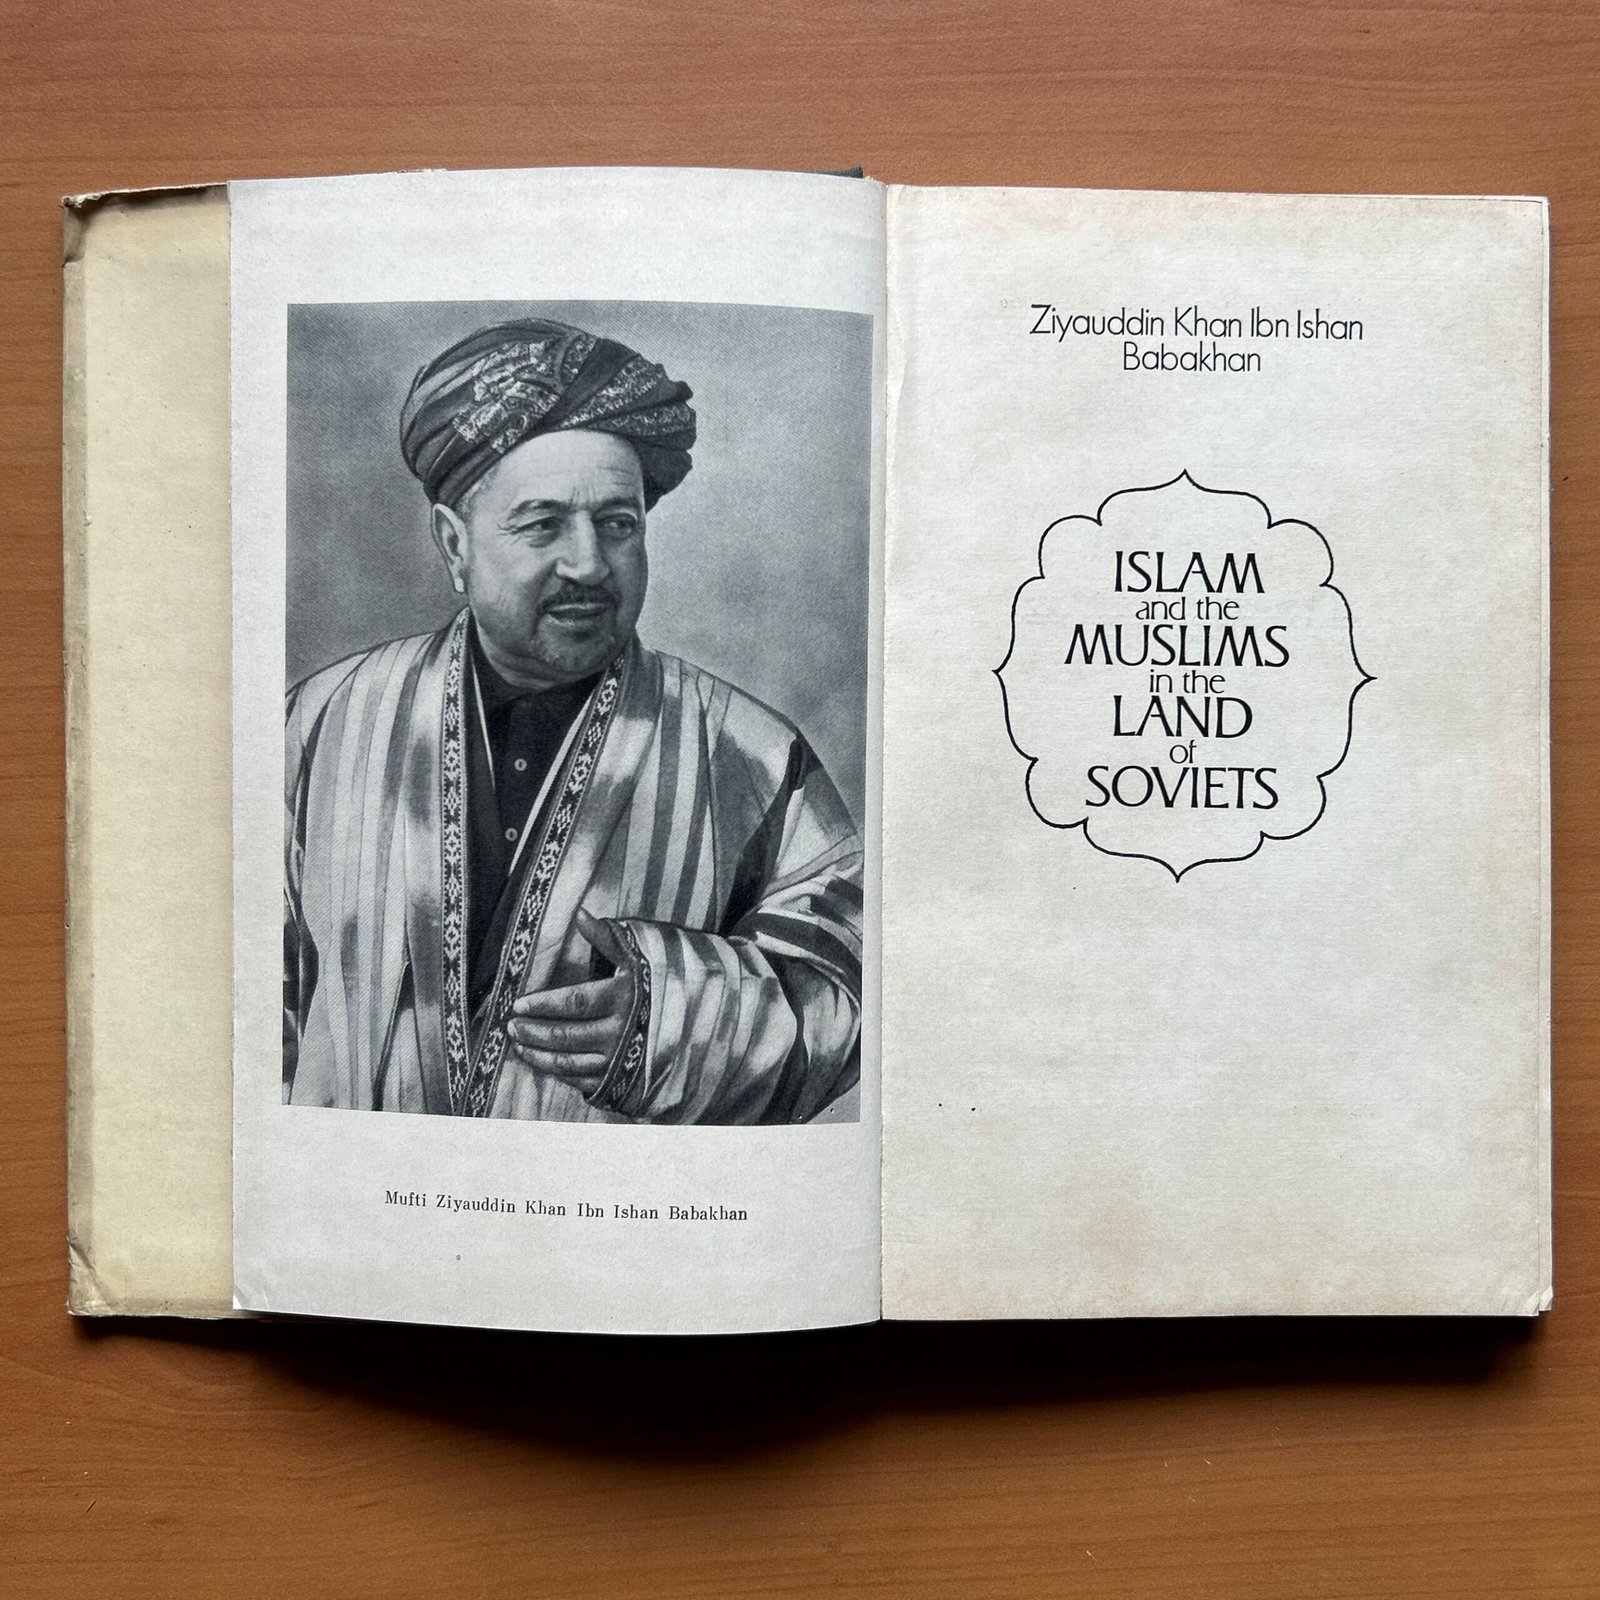 Mufti Ziyauddin Khan Ibn Ishan Babakhan
Ziyauddin Khan Ibn Ishan
Babakhan
ISLAM
and the
MUSLIMS
in the
LAND
of
SOVIETS